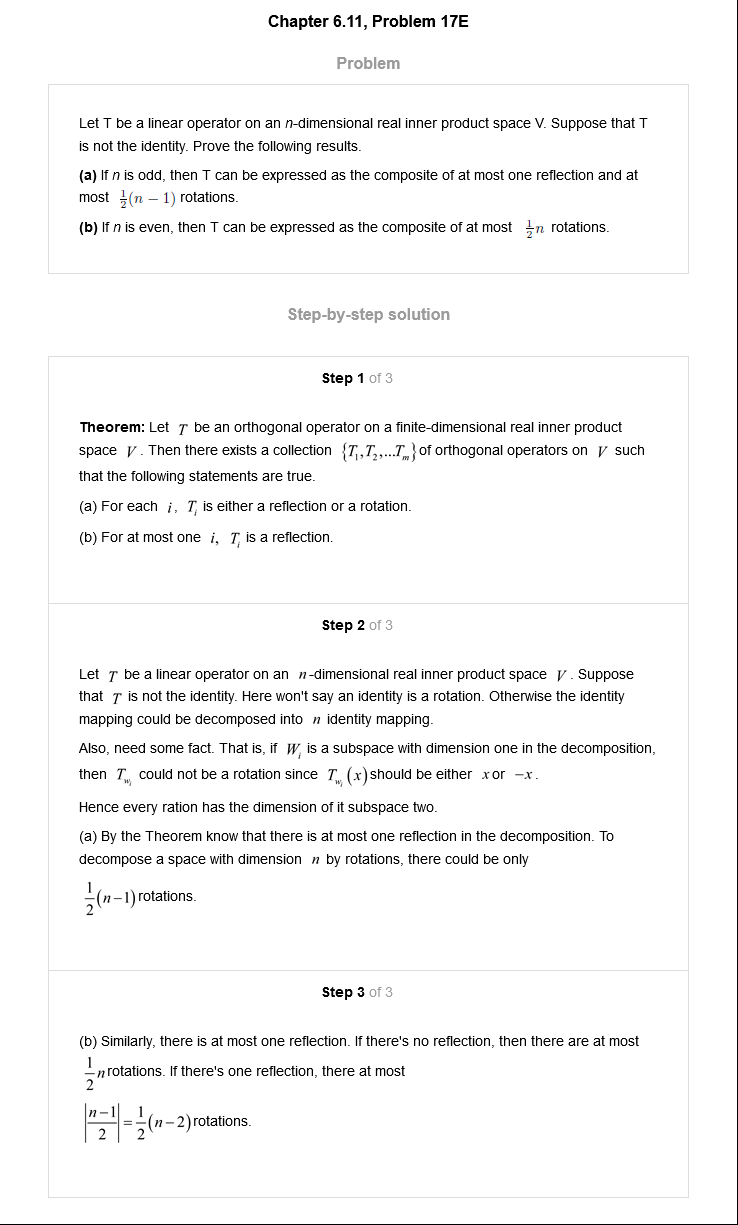 Chapter 6.11, Problem 17E
Problem
Let T be a linear operator on an n-dimensional real inner product space V. Suppose that T
is not the identity. Prove the following results.
(a) If n is odd, then T can be expressed as the composite of at most one reflection and at
most \frac{1}{2}(n − 1) rotations.
(b) If n is even, then T can be expressed as the composite of at most \frac{1}{2}n rotations.
Step-by-step solution
Step 1 of 3
Theorem: Let T be an orthogonal operator on a finite-dimensional real inner product
space V. Then there exists a collection {T_1,T_2,...T_m} of orthogonal operators on V such
that the following statements are true.
(a) For each i, T_i is either a reflection or a rotation.
(b) For at most one i, T_i is a reflection.
Step 2 of 3
Let T be a linear operator on an n-dimensional real inner product space V. Suppose
that T is not the identity. Here won't say an identity is a rotation. Otherwise the identity
mapping could be decomposed into n identity mapping.
Also, need some fact. That is, if W_i is a subspace with dimension one in the decomposition,
then T_{w_i} could not be a rotation since T_{w_i}(x) should be either x or −x.
Hence every ration has the dimension of it subspace two.
(a) By the Theorem know that there is at most one reflection in the decomposition. To
decompose a space with dimension n by rotations, there could be only
\frac{1}{2}(n−1) rotations.
Step 3 of 3
(b) Similarly, there is at most one reflection. If there's no reflection, then there are at most
\frac{1}{2}n rotations. If there's one reflection, there at most
|\frac{n−1}{2}| = \frac{1}{2}(n−2) rotations.